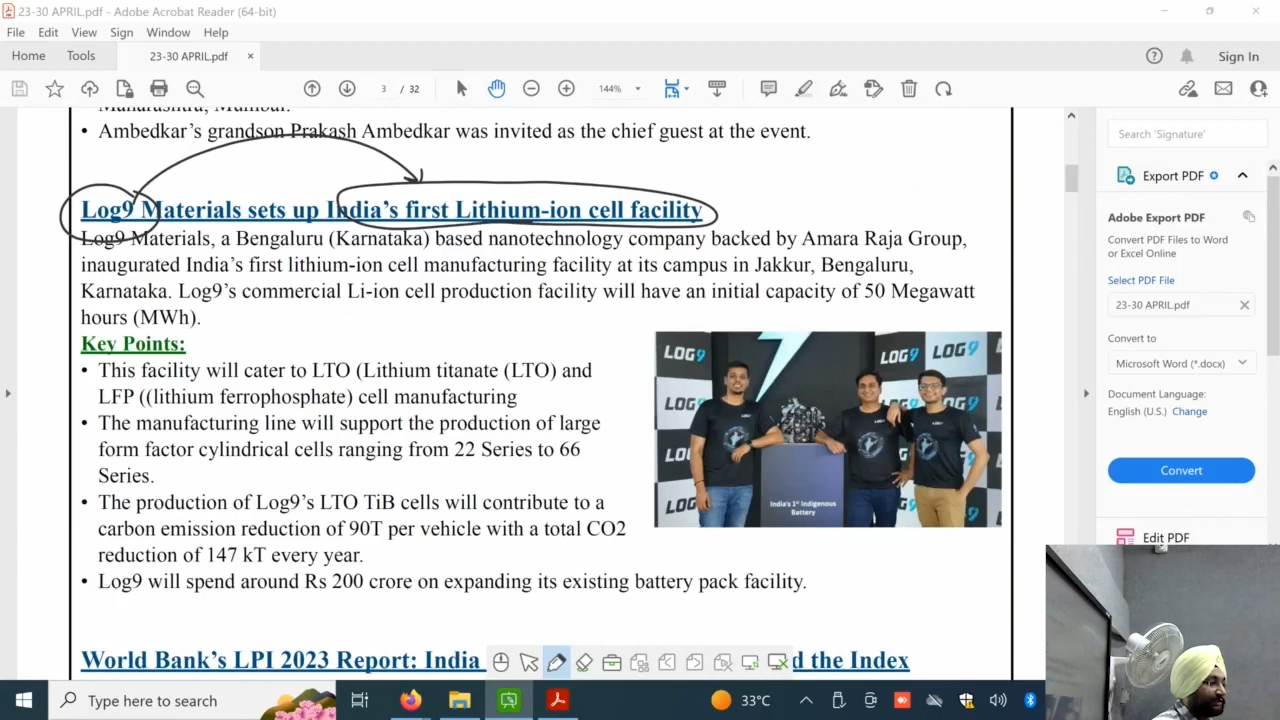 23-30 APRIL.pdf - Adobe Acrobat Reader (64-bit)
File Edit View Sign Window Help
Home Tools 23-30 APRIL.pdf × Sign In
3 / 32 144%
• Ambedkar's grandson Prakash Ambedkar was invited as the chief guest at the event.
Log9 Materials sets up India's first Lithium-ion cell facility
Log9 Materials, a Bengaluru (Karnataka) based nanotechnology company backed by Amara Raja Group,
inaugurated India's first lithium-ion cell manufacturing facility at its campus in Jakkur, Bengaluru,
Karnataka. Log9's commercial Li-ion cell production facility will have an initial capacity of 50 Megawatt
hours (MWh).
Key Points:
• This facility will cater to LTO (Lithium titanate (LTO) and
LFP ((lithium ferrophosphate) cell manufacturing
• The manufacturing line will support the production of large
form factor cylindrical cells ranging from 22 Series to 66
Series.
• The production of Log9's LTO TiB cells will contribute to a
carbon emission reduction of 90T per vehicle with a total CO2
reduction of 147 kT every year.
• Log9 will spend around Rs 200 crore on expanding its existing battery pack facility.
LOG9
LOG9
LOG9
India's 1st Indigenous
Battery
World Bank's LPI 2023 Report: India
d the Index
Search 'Signature'
Export PDF
Adobe Export PDF
Convert PDF Files to Word
or Excel Online
Select PDF File
23-30 APRIL.pdf
Convert to
Microsoft Word (*.docx)
Document Language:
English (U.S.) Change
Convert
Edit PDF
Type here to search
33°C